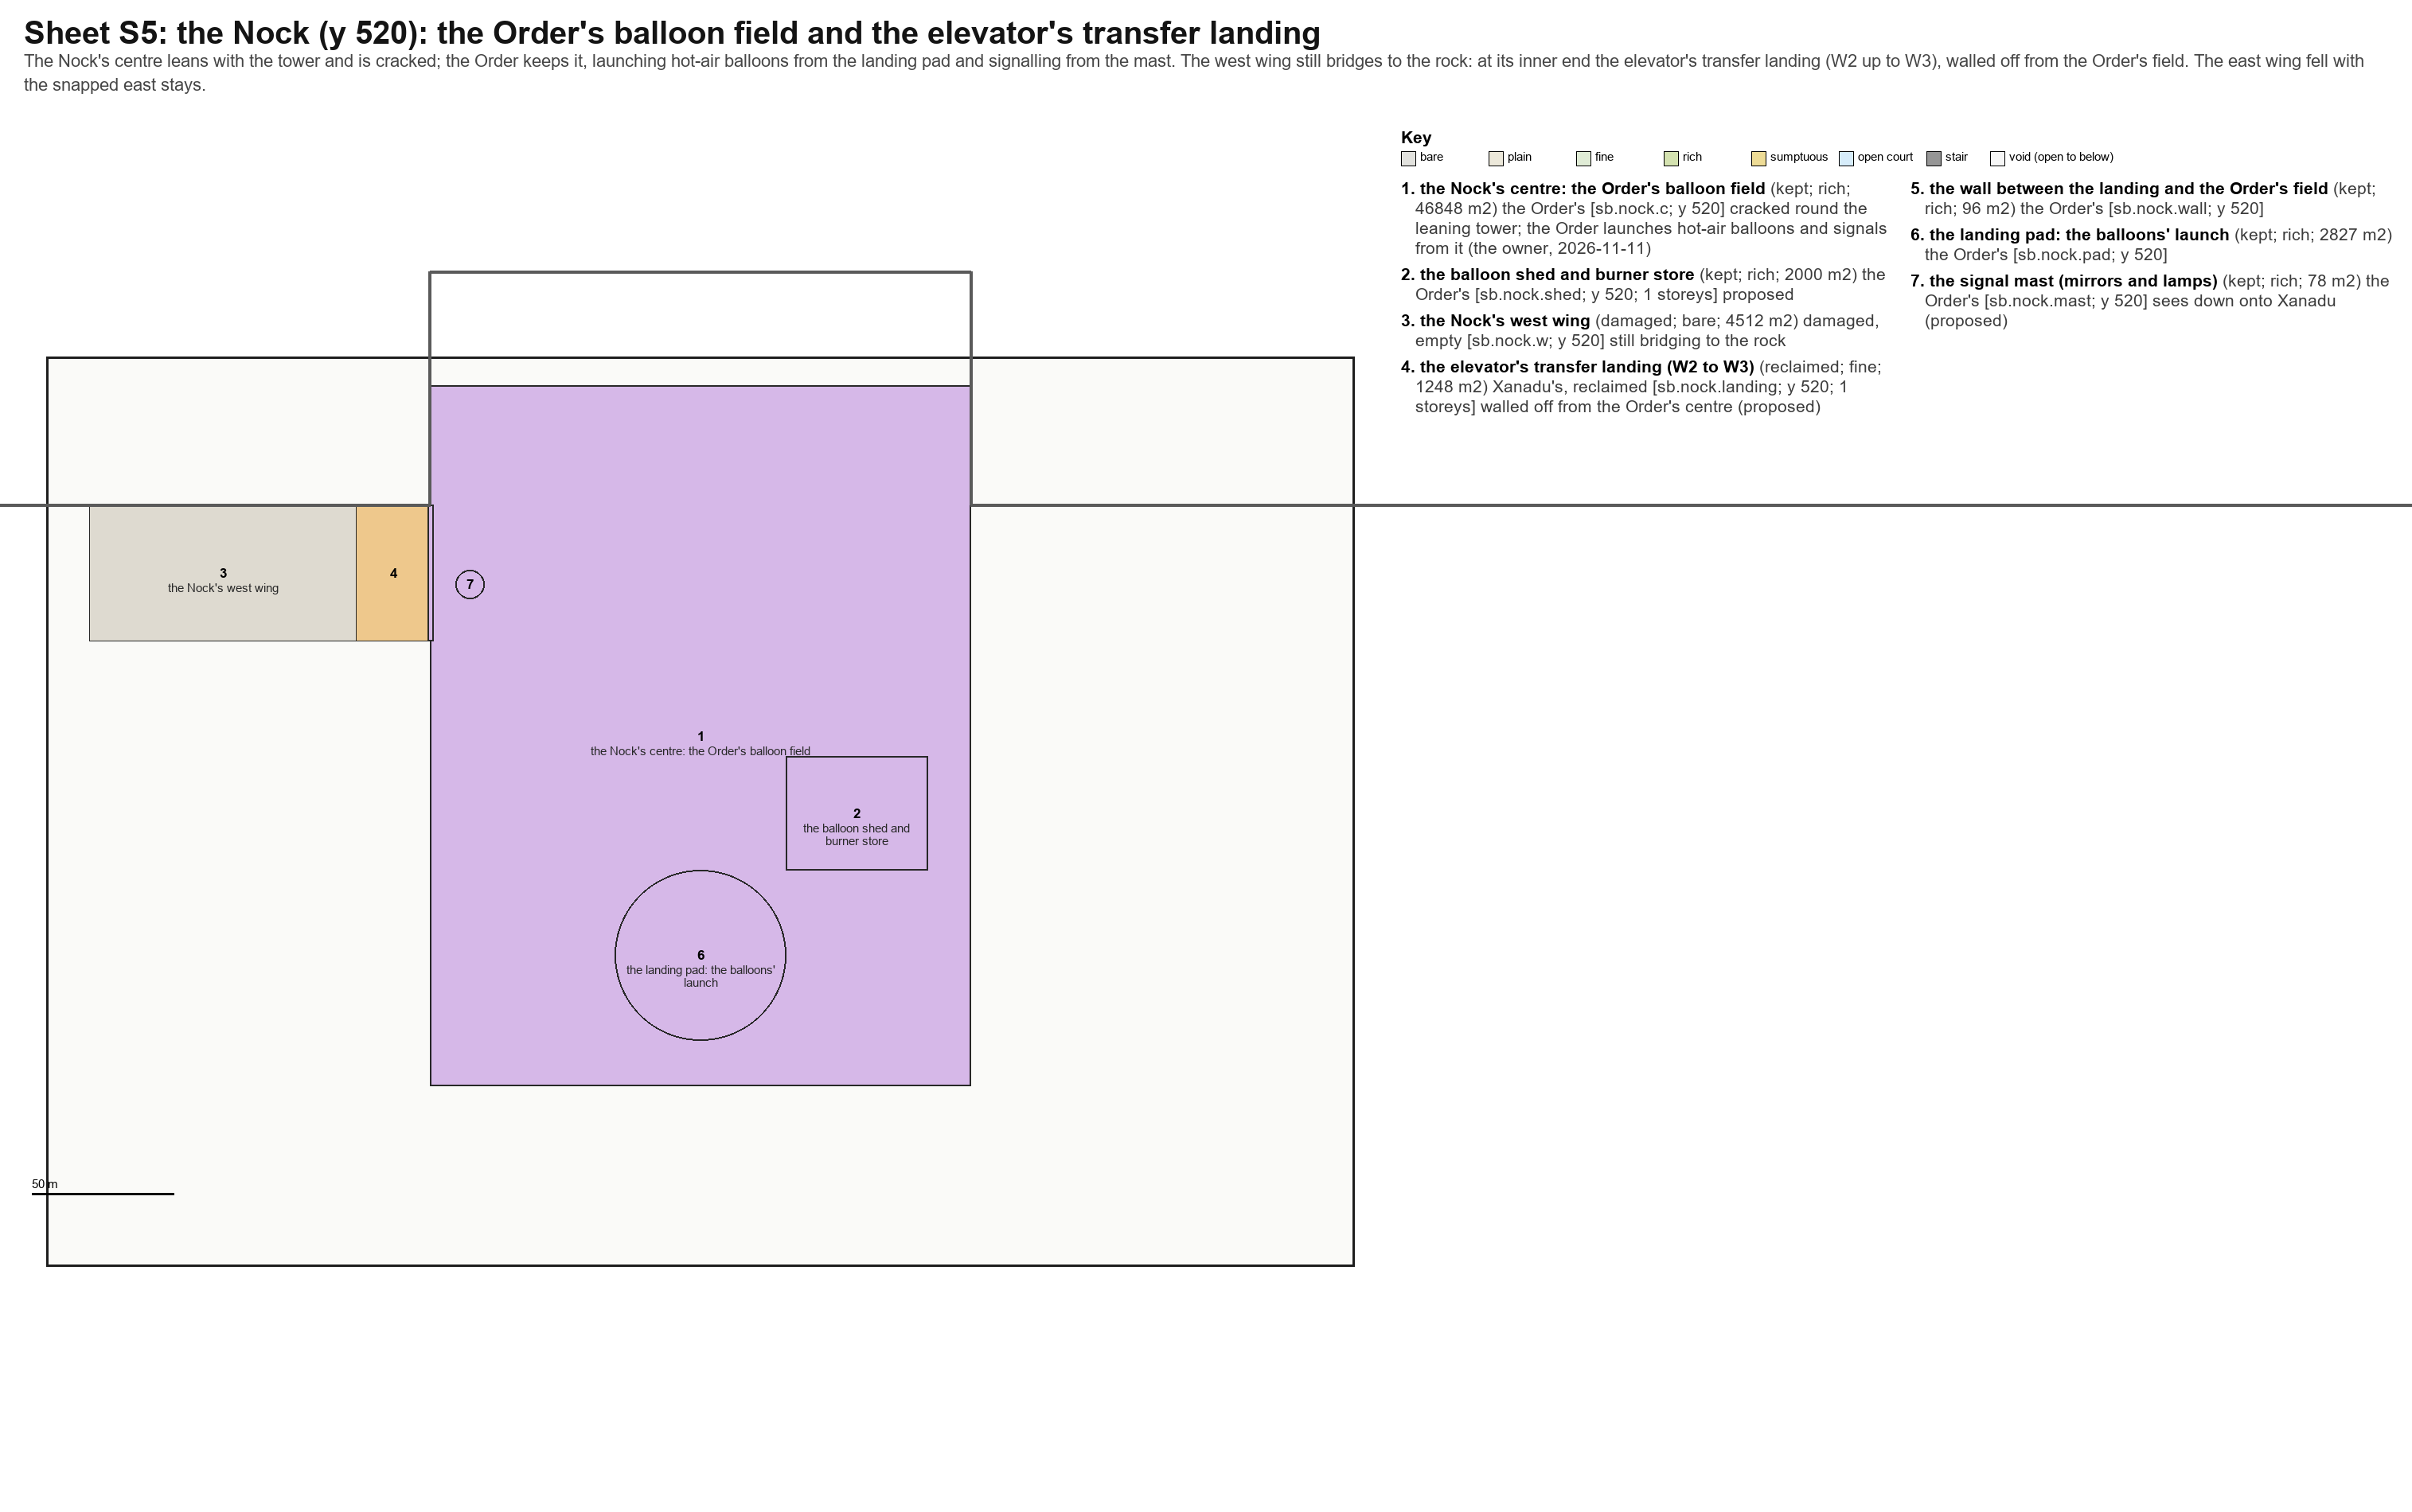 Sheet S5: the Nock (y 520): the Order's balloon field and the elevator's transfer landing
The Nock's centre leans with the tower and is cracked; the Order keeps it, launching hot-air balloons from the landing pad and signalling from the mast. The west wing still bridges to the rock: at its inner end the elevator's transfer landing (W2 up to W3), walled off from the Order's field. The east wing fell with
the snapped east stays.
Key
bare
plain
fine
rich
sumptuous
open court
stair
void (open to below)
1. the Nock's centre: the Order's balloon field (kept; rich;
46848 m2) the Order's [sb.nock.c; y 520] cracked round the
leaning tower; the Order launches hot-air balloons and signals
from it (the owner, 2026-11-11)
2. the balloon shed and burner store (kept; rich; 2000 m2) the
Order's [sb.nock.shed; y 520; 1 storeys] proposed
3. the Nock's west wing (damaged; bare; 4512 m2) damaged,
empty [sb.nock.w; y 520] still bridging to the rock
4. the elevator's transfer landing (W2 to W3) (reclaimed; fine;
1248 m2) Xanadu's, reclaimed [sb.nock.landing; y 520; 1
storeys] walled off from the Order's centre (proposed)
5. the wall between the landing and the Order's field (kept;
rich; 96 m2) the Order's [sb.nock.wall; y 520]
6. the landing pad: the balloons' launch (kept; rich; 2827 m2)
the Order's [sb.nock.pad; y 520]
7. the signal mast (mirrors and lamps) (kept; rich; 78 m2) the
Order's [sb.nock.mast; y 520] sees down onto Xanadu
(proposed)
3
the Nock's west wing
4
7
1
the Nock's centre: the Order's balloon field
2
the balloon shed and
burner store
6
the landing pad: the balloons'
launch
50 m